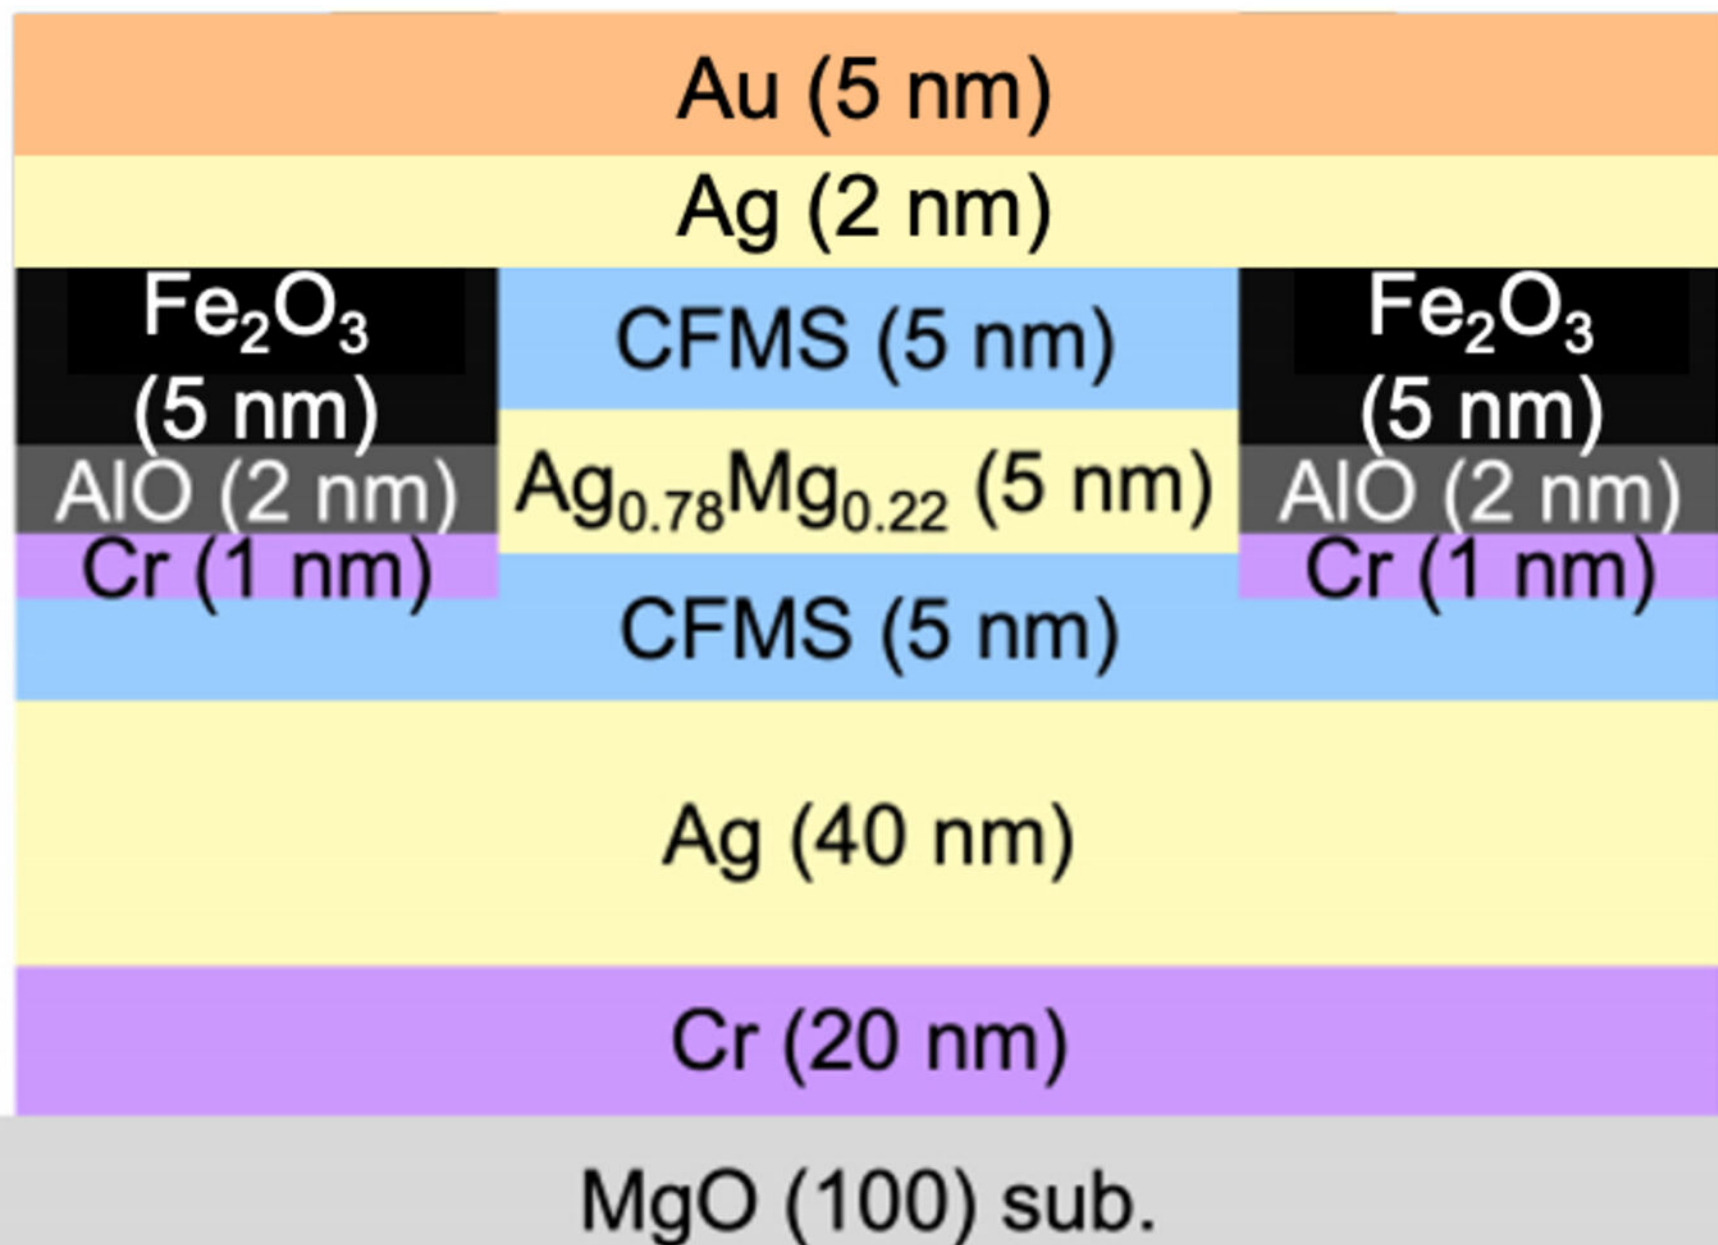 Au (5 nm)
Ag (2 nm)
Fe₂O₃
(5 nm)
CFMS (5 nm)
Fe₂O₃
(5 nm)
AlO (2 nm)
Ag₀.₇₈Mg₀.₂₂ (5 nm)
AlO (2 nm)
Cr (1 nm)
CFMS (5 nm)
Cr (1 nm)
Ag (40 nm)
Cr (20 nm)
MgO (100) sub.